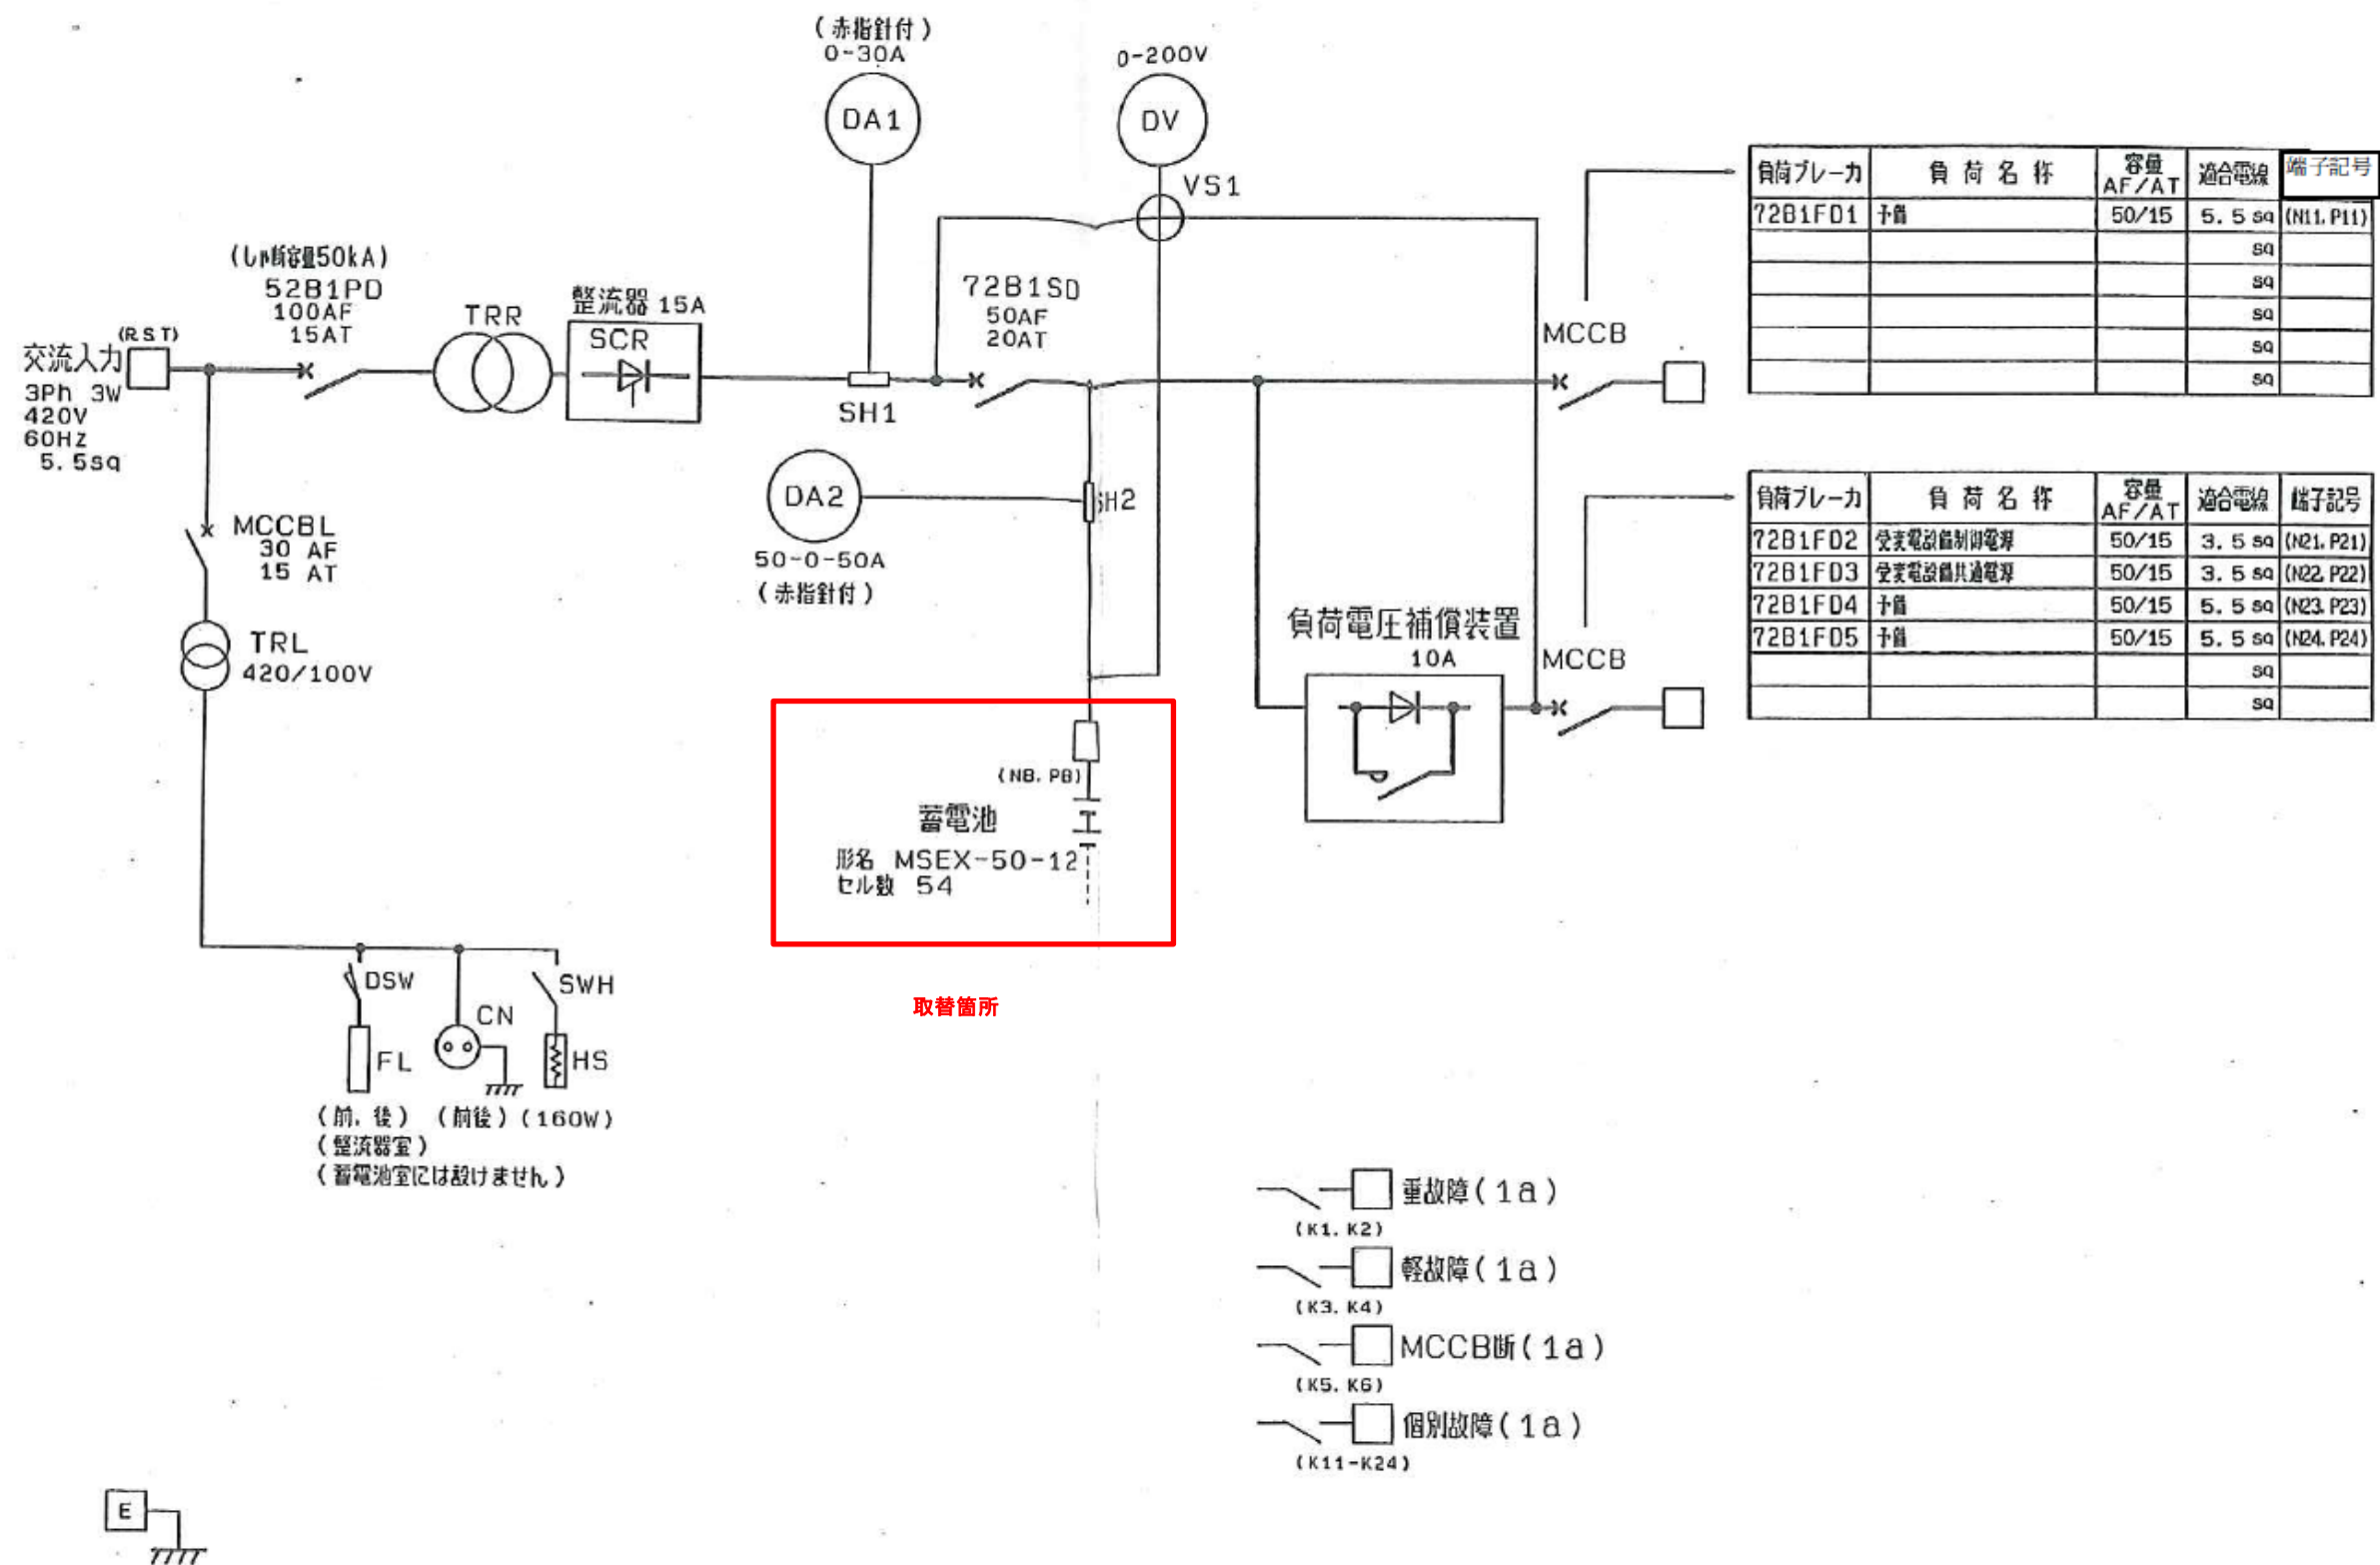 (赤指針付)
0-30A
DA1
0-200V
DV
VS1
(しゃ断容量50kA)
52B1PD
100AF
15AT
(RST)
交流入力
3Ph 3W
420V
60HZ
5.5sq
TRR
整流器 15A
SCR
SH1
72B1SD
50AF
20AT
MCCB
DA2
50-0-50A
(赤指針付)
SH2
MCCBL
30 AF
15 AT
TRL
420/100V
負荷電圧補償装置
10A
MCCB
(NB. PB)
蓄電池
形名 MSEX-50-12
セル数 54
取替箇所
DSW
CN
SWH
FL
HS
(前. 後) (前後) (160W)
(整流器室)
(蓄電池室には設けません)
負荷ブレーカ 負荷名称 容量 AF/AT 適合電線 端子記号
72B1FD1 予備 50/15 5.5 sq (N11. P11)
sq
sq
sq
sq
sq
負荷ブレーカ 負荷名称 容量 AF/AT 適合電線 端子記号
72B1FD2 受変電設備制御電源 50/15 3.5 sq (N21. P21)
72B1FD3 受変電設備共通電源 50/15 3.5 sq (N22. P22)
72B1FD4 予備 50/15 5.5 sq (N23. P23)
72B1FD5 予備 50/15 5.5 sq (N24. P24)
sq
sq
重故障(1a)
(K1. K2)
軽故障(1a)
(K3. K4)
MCCB断(1a)
(K5. K6)
個別故障(1a)
(K11-K24)
E